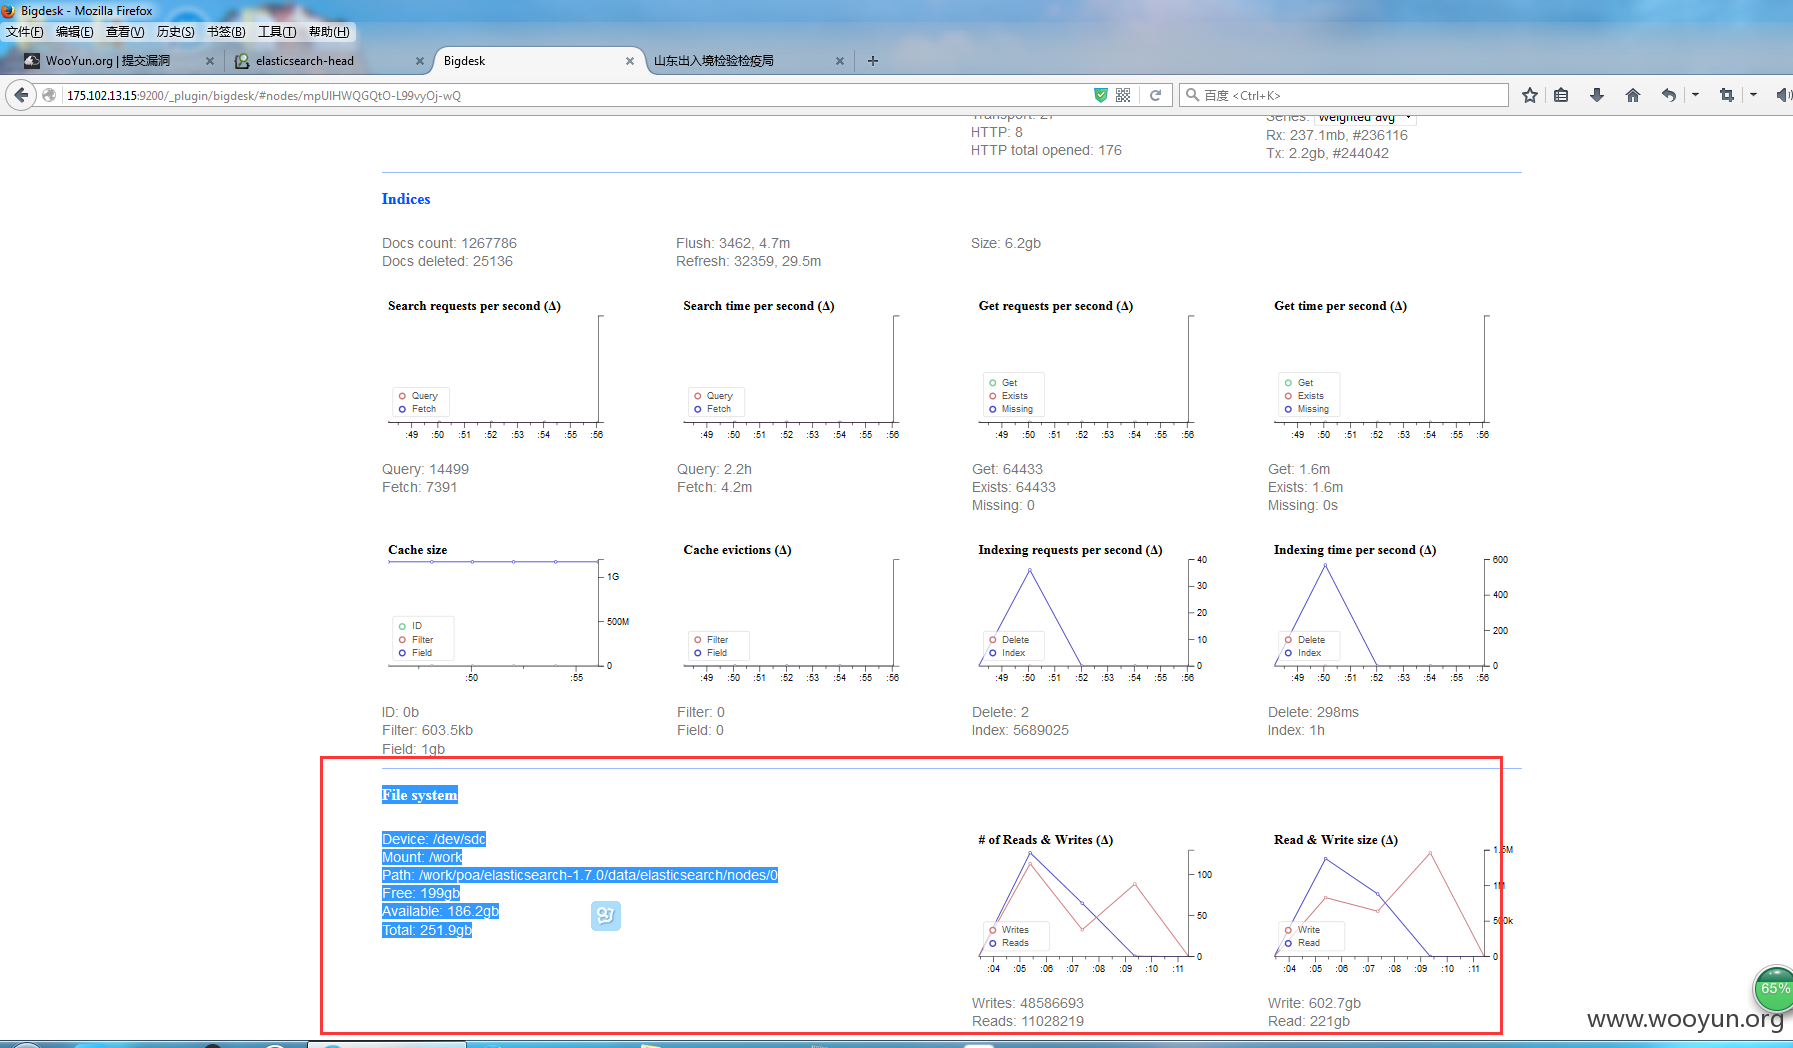 Bigdesk - Mozilla Firefox
文件(F) 编辑(E) 查看(V) 历史(S) 书签(B) 工具(T) 帮助(H)
WooYun.org | 提交漏洞 elasticsearch-head Bigdesk 山东出入境检验检疫局
175.102.13.15:9200/_plugin/bigdesk/#nodes/mpUIHWQGQtO-L99vyOj-wQ 百度 <Ctrl+K>
Transport: 27 Series: weighted avg
HTTP: 8 Rx: 237.1mb, #236116
HTTP total opened: 176 Tx: 2.2gb, #244042
Indices
Docs count: 1267786 Flush: 3462, 4.7m Size: 6.2gb
Docs deleted: 25136 Refresh: 32359, 29.5m
Search requests per second (Δ) Search time per second (Δ) Get requests per second (Δ) Get time per second (Δ)
Get Get
Query Query Exists Exists
Fetch Fetch Missing Missing
:49 :50 :51 :52 :53 :54 :55 :56 :49 :50 :51 :52 :53 :54 :55 :56 :49 :50 :51 :52 :53 :54 :55 :56 :49 :50 :51 :52 :53 :54 :55 :56
Query: 14499 Query: 2.2h Get: 64433 Get: 1.6m
Fetch: 7391 Fetch: 4.2m Exists: 64433 Exists: 1.6m
Missing: 0 Missing: 0s
Cache size Cache evictions (Δ) Indexing requests per second (Δ) Indexing time per second (Δ)
40 600
1G
30
400
500M 20
ID
200
Filter Filter Delete 10 Delete
Field Field Index Index
0 0 0
:50 :55 :49 :50 :51 :52 :53 :54 :55 :56 :49 :50 :51 :52 :53 :54 :55 :56 :49 :50 :51 :52 :53 :54 :55 :56
ID: 0b Filter: 0 Delete: 2 Delete: 298ms
Filter: 603.5kb Field: 0 Index: 5689025 Index: 1h
Field: 1gb
File system
Device: /dev/sdc # of Reads & Writes (Δ) Read & Write size (Δ)
1.5M
Mount: /work
Path: /work/poa/elasticsearch-1.7.0/data/elasticsearch/nodes/0 100
1M
Free: 199gb
Available: 186.2gb 50
500k
Total: 251.9gb Writes Write
Reads Read
0 0
:04 :05 :06 :07 :08 :09 :10 :11 :04 :05 :06 :07 :08 :09 :10 :11
65%
Writes: 48586693 Write: 602.7gb
Reads: 11028219 Read: 221gb
www.wooyun.org